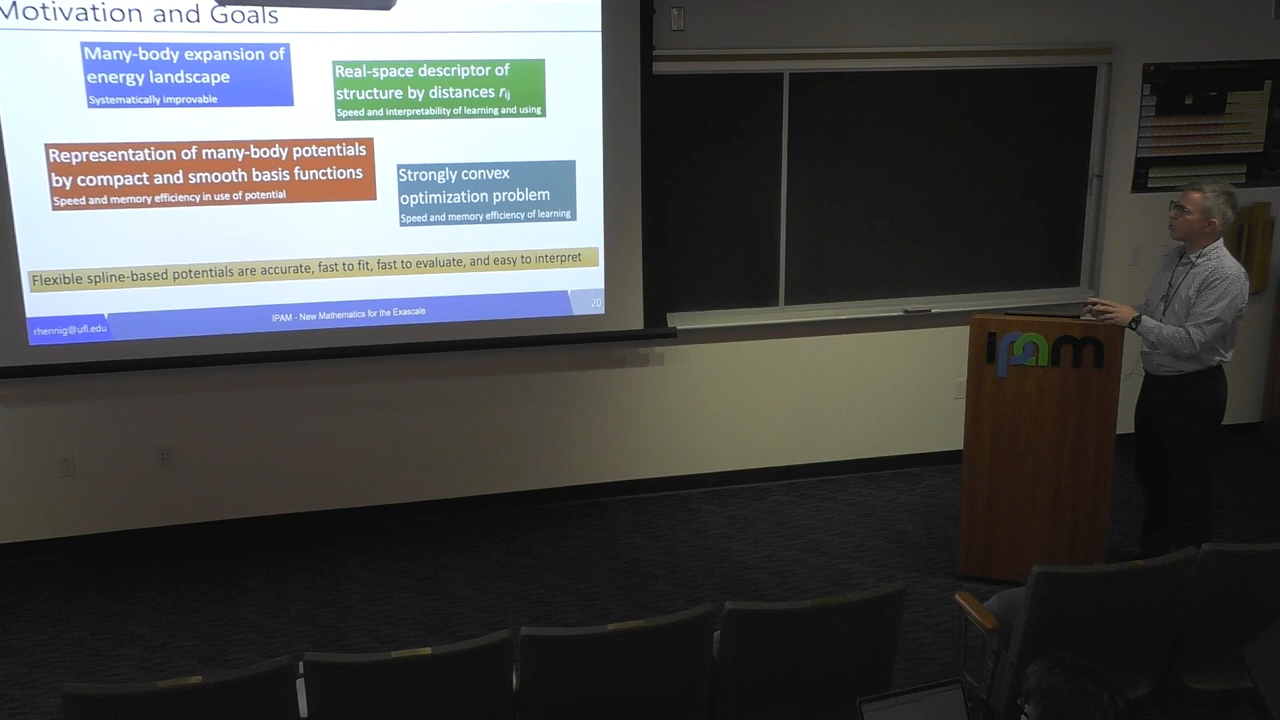 Motivation and Goals
Many-body expansion of
energy landscape
Systematically improvable
Real-space descriptor of
structure by distances rij
Speed and interpretability of learning and using
Representation of many-body potentials
by compact and smooth basis functions
Speed and memory efficiency in use of potential
Strongly convex
optimization problem
Speed and memory efficiency of learning
Flexible spline-based potentials are accurate, fast to fit, fast to evaluate, and easy to interpret
rhennig@ufl.edu
IPAM - New Mathematics for the Exascale
20
ipam